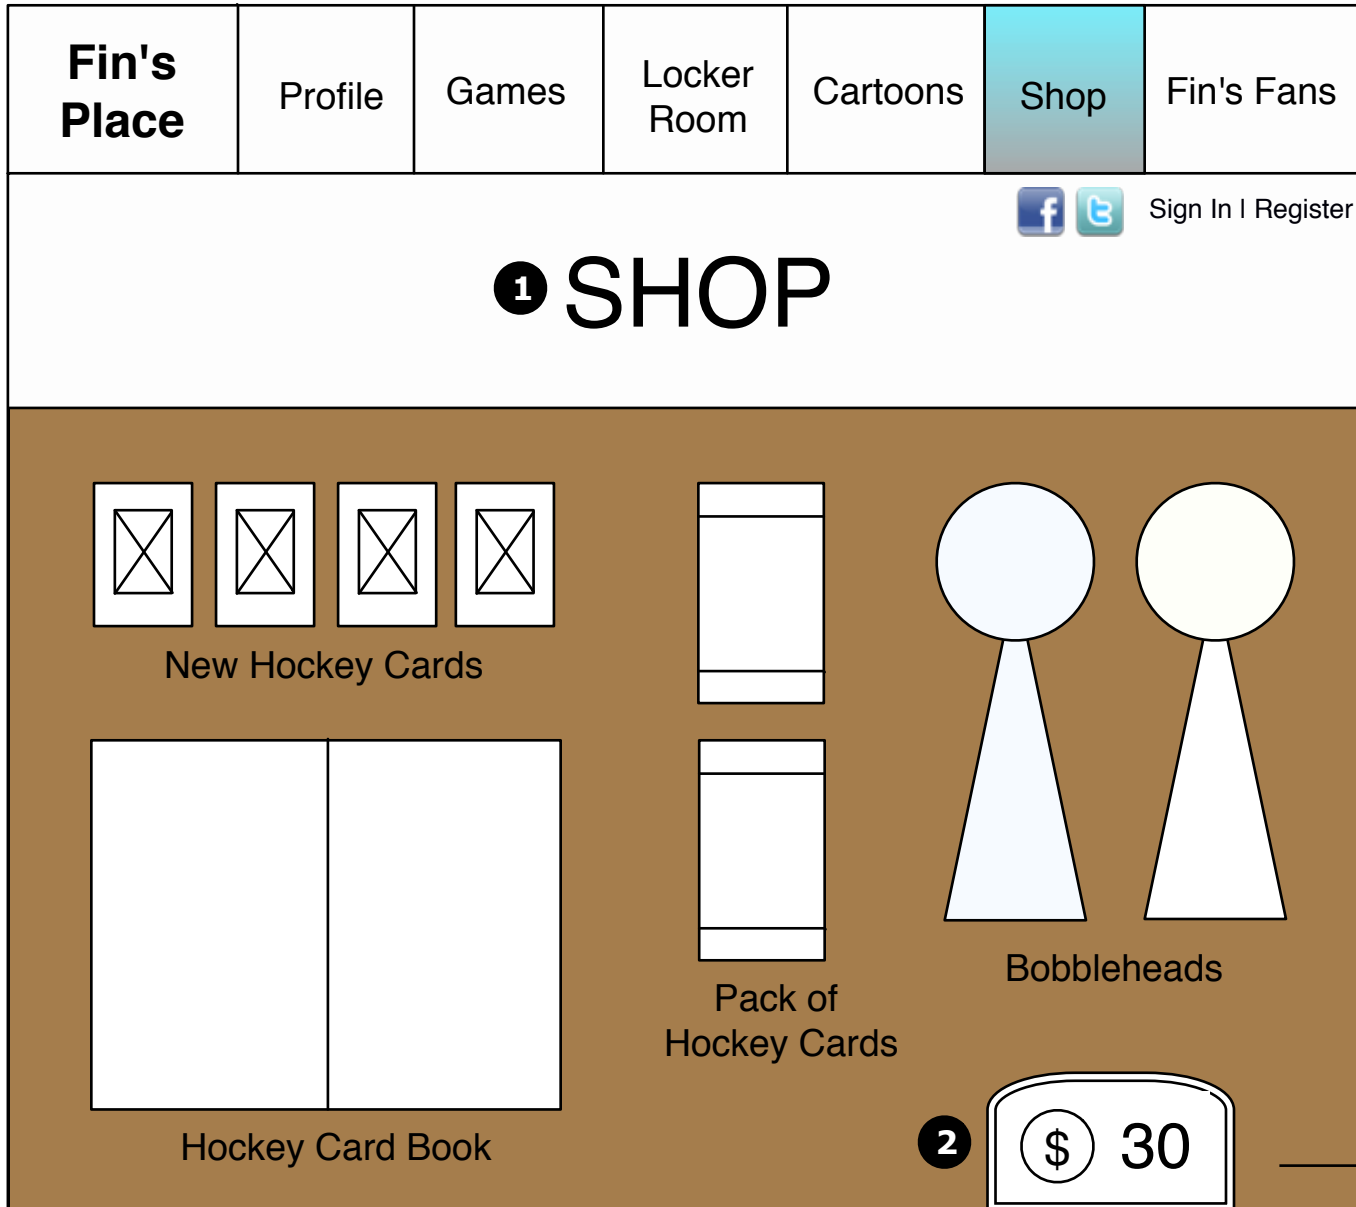 Fin's
Place
Profile
Games
Locker
Room
Cartoons
Shop
Fin's Fans
f
t
Sign In | Register
1 SHOP
New Hockey Cards
Hockey Card Book
Pack of
Hockey Cards
Bobbleheads
2
$ 30